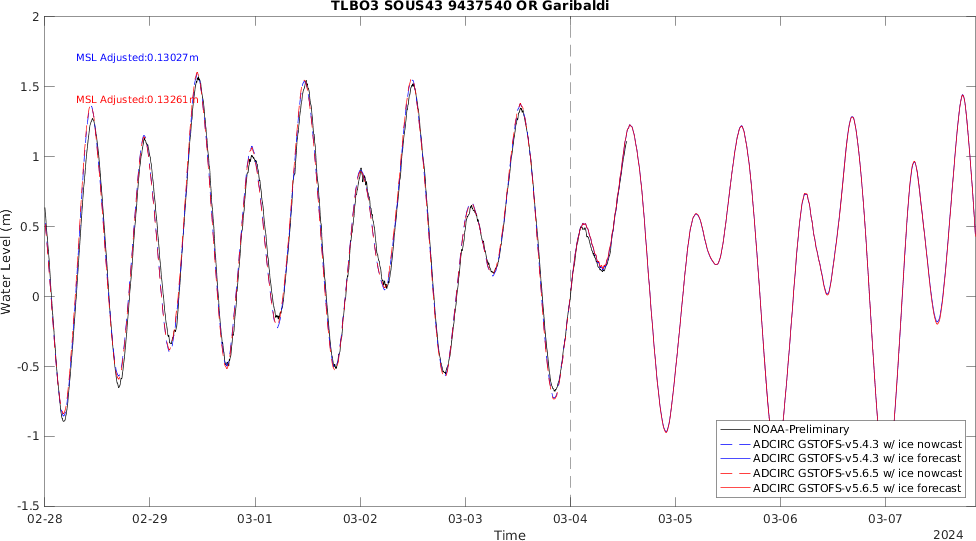 TLBO3 SOUS43 9437540 OR Garibaldi
2
1.5
1
0.5
0
-0.5
-1
-1.5
Water Level (m)
MSL Adjusted:0.13027m
MSL Adjusted:0.13261m
NOAA-Preliminary
ADCIRC GSTOFS-v5.4.3 w/ ice nowcast
ADCIRC GSTOFS-v5.4.3 w/ ice forecast
ADCIRC GSTOFS-v5.6.5 w/ ice nowcast
ADCIRC GSTOFS-v5.6.5 w/ ice forecast
02-28 02-29 03-01 03-02 03-03 03-04 03-05 03-06 03-07
Time
2024